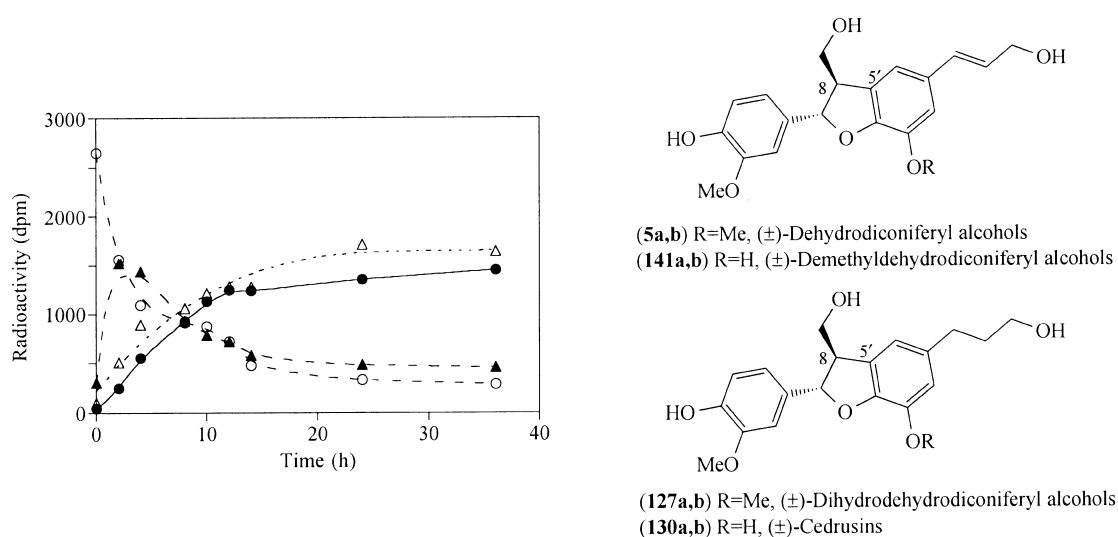 3000
2000
1000
0
Radioactivity (dpm)
0
10
20
30
40
Time (h)
OH
OH
8
5′
O
HO
MeO
OR
(5a,b) R=Me, (±)-Dehydrodiconiferyl alcohols
(141a,b) R=H, (±)-Demethyldehydrodiconiferyl alcohols
OH
OH
8
5′
O
HO
MeO
OR
(127a,b) R=Me, (±)-Dihydrodehydrodiconiferyl alcohols
(130a,b) R=H, (±)-Cedrusins